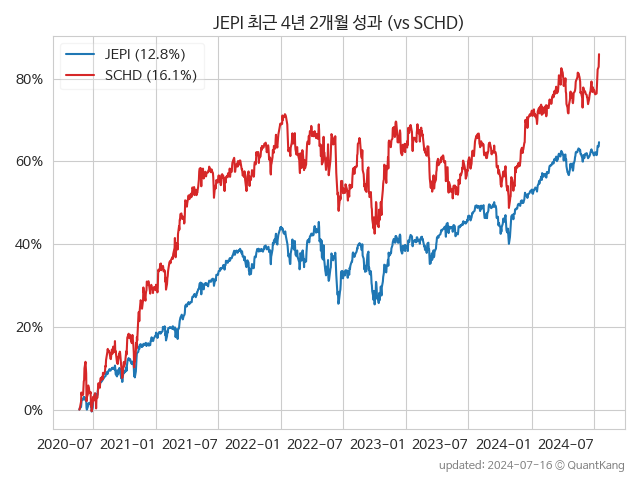 JEPI 최근 4년 2개월 성과 (vs SCHD)
JEPI (12.8%)
SCHD (16.1%)
80%
60%
40%
20%
0%
2020-07 2021-01 2021-07 2022-01 2022-07 2023-01 2023-07 2024-01 2024-07
updated: 2024-07-16 © QuantKang